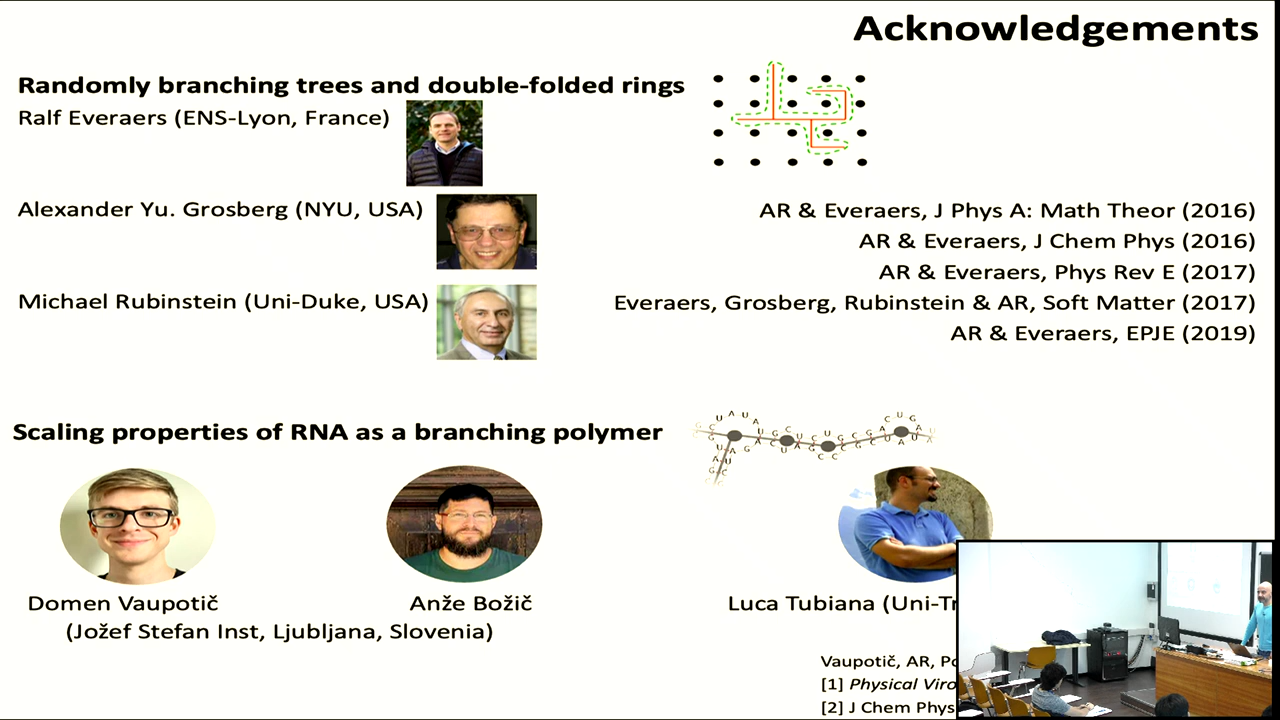 Acknowledgements
Randomly branching trees and double-folded rings
Ralf Everaers (ENS-Lyon, France)
Alexander Yu. Grosberg (NYU, USA)
Michael Rubinstein (Uni-Duke, USA)
AR & Everaers, J Phys A: Math Theor (2016)
AR & Everaers, J Chem Phys (2016)
AR & Everaers, Phys Rev E (2017)
Everaers, Grosberg, Rubinstein & AR, Soft Matter (2017)
AR & Everaers, EPJE (2019)
Scaling properties of RNA as a branching polymer
Domen Vaupotič
Anže Božič
(Jožef Stefan Inst, Ljubljana, Slovenia)
Luca Tubiana (Uni-Tr
Vaupotič, AR,
[1] Physical Viro
[2] J Chem Phys